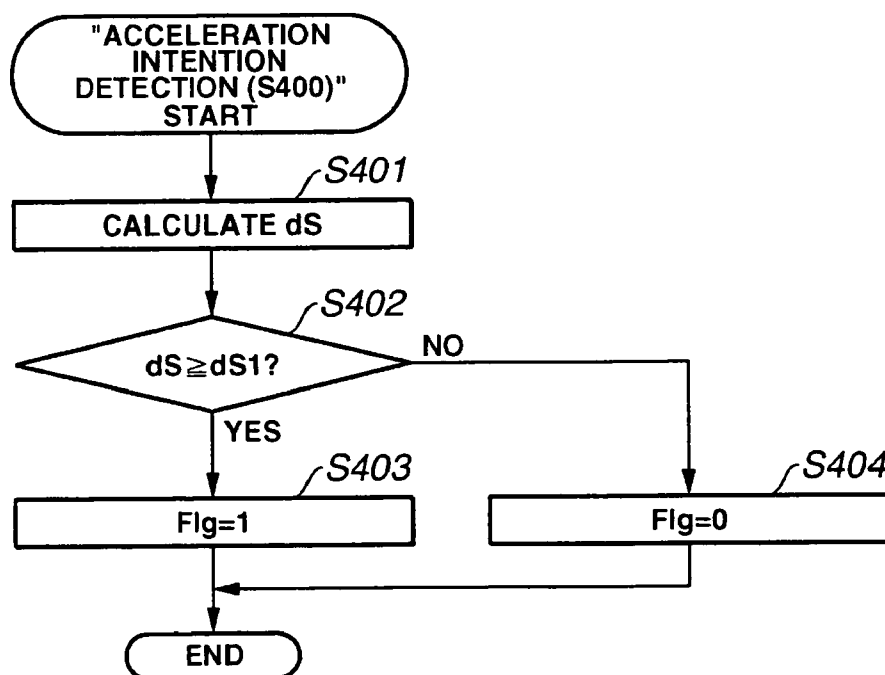 "ACCELERATION
INTENTION
DETECTION (S400)"
START
S401
CALCULATE dS
S402
dS≧dS1?
NO
YES
S403
Flg=1
S404
Flg=0
END